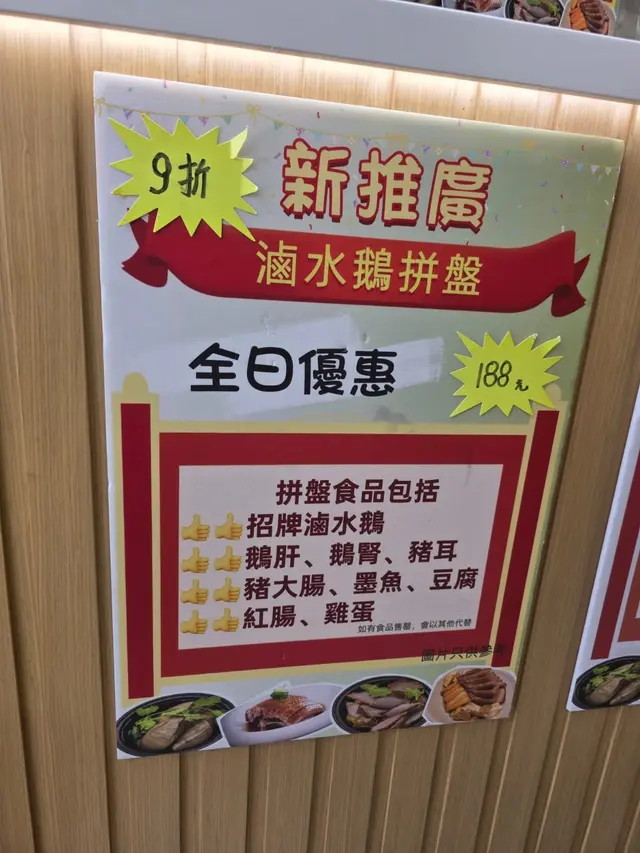 9折
新推廣
滷水鵝拼盤
全日優惠
188元
拼盤食品包括
招牌滷水鵝
鵝肝、鵝腎、豬耳
豬大腸、墨魚、豆腐
紅腸、雞蛋
如有食品售罄，會以其他代替
圖片只供參